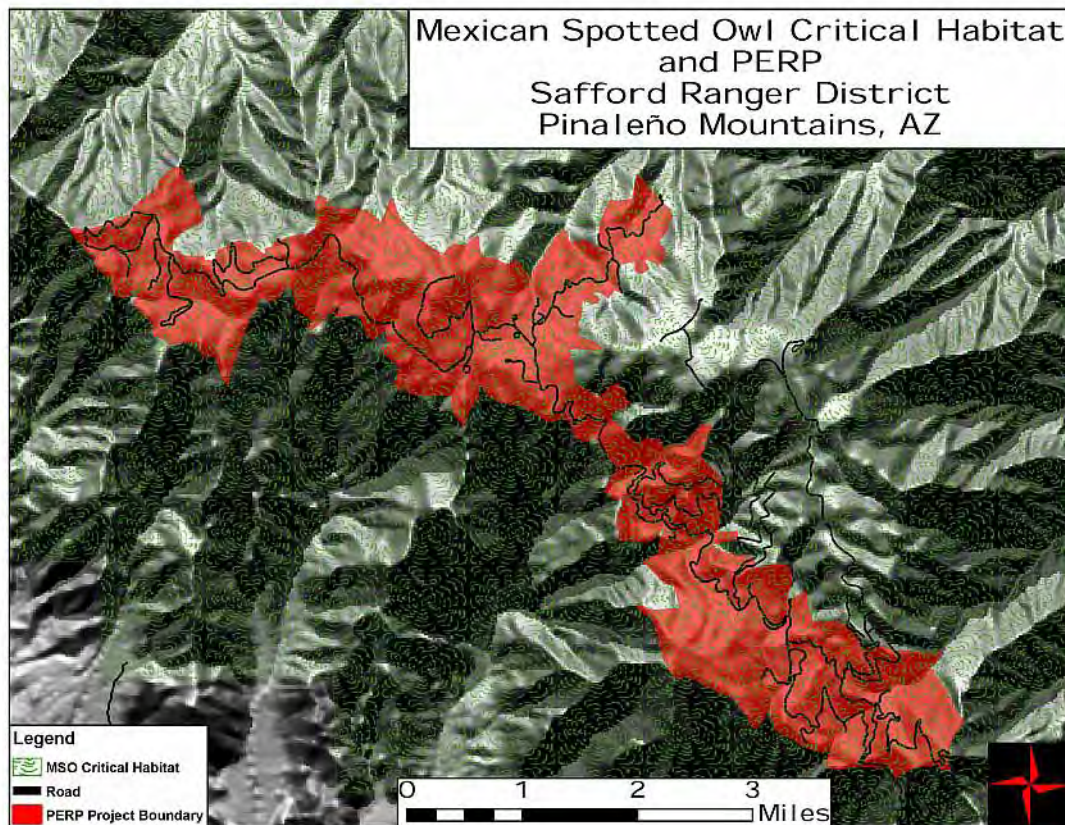 Mexican Spotted Owl Critical Habitat
and PERP
Safford Ranger District
Pinaleño Mountains, AZ
Legend
MSO Critical Habitat
Road
PERP Project Boundary
0 1 2 3
Miles